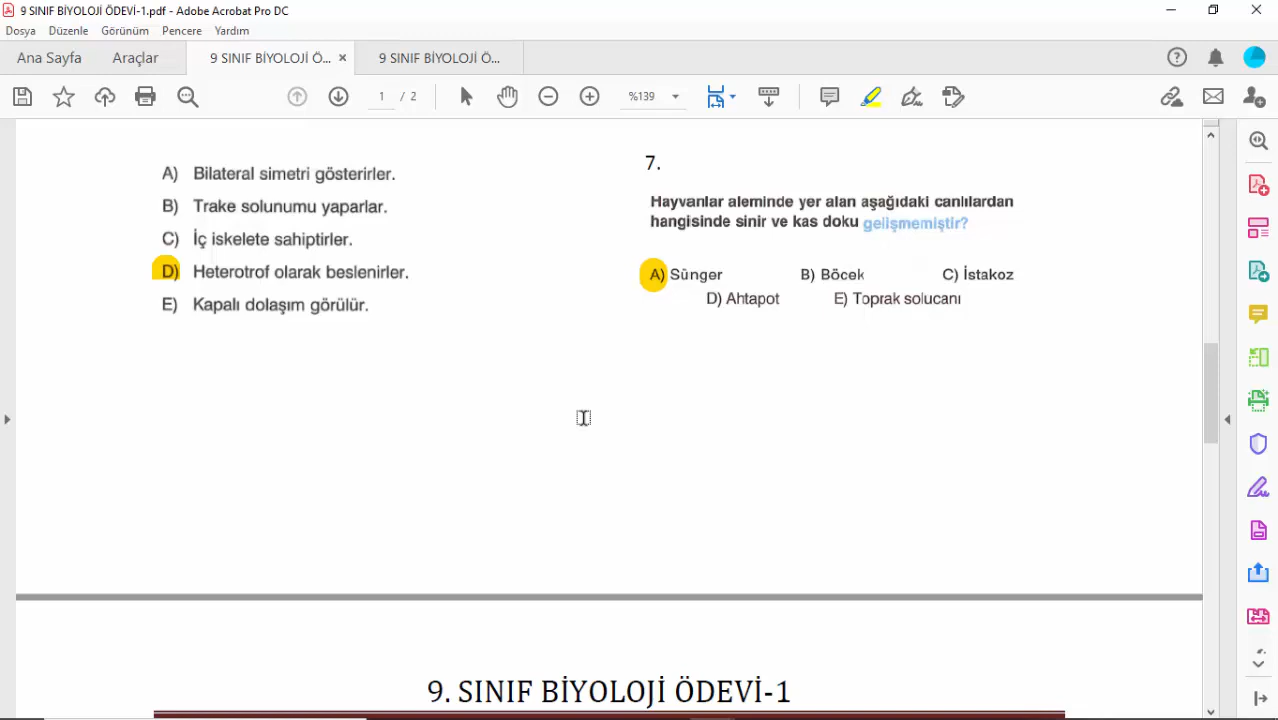 9 SINIF BİYOLOJİ ÖDEVİ-1.pdf - Adobe Acrobat Pro DC
Dosya Düzenle Görünüm Pencere Yardım
Ana Sayfa Araçlar 9 SINIF BİYOLOJİ Ö... 9 SINIF BİYOLOJİ Ö...
1 / 2 %139
A) Bilateral simetri gösterirler.
B) Trake solunumu yaparlar.
C) İç iskelete sahiptirler.
D) Heterotrof olarak beslenirler.
E) Kapalı dolaşım görülür.
7.
Hayvanlar aleminde yer alan aşağıdaki canlılardan
hangisinde sinir ve kas doku gelişmemiştir?
A) Sünger B) Böcek C) İstakoz
D) Ahtapot E) Toprak solucanı
9. SINIF BİYOLOJİ ÖDEVİ-1